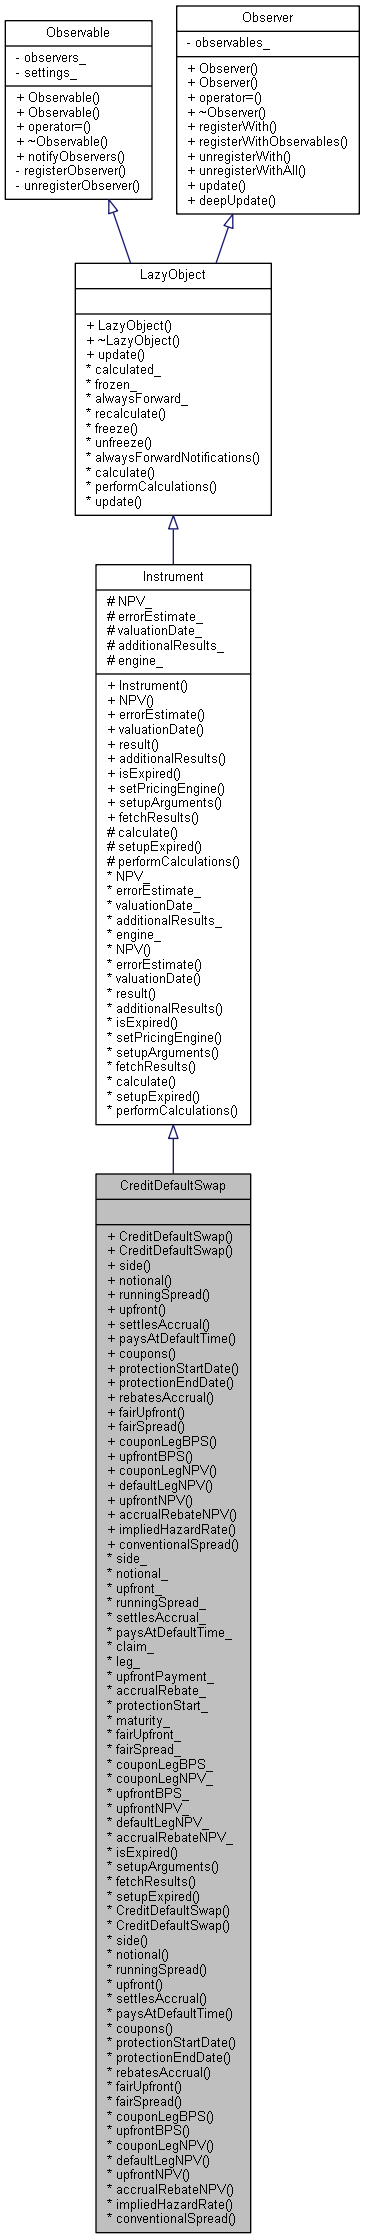 Observable
- observers_
- settings_
+ Observable()
+ Observable()
+ operator=()
+ ~Observable()
+ notifyObservers()
- registerObserver()
- unregisterObserver()
Observer
- observables_
+ Observer()
+ Observer()
+ operator=()
+ ~Observer()
+ registerWith()
+ registerWithObservables()
+ unregisterWith()
+ unregisterWithAll()
+ update()
+ deepUpdate()
LazyObject
+ LazyObject()
+ ~LazyObject()
+ update()
* calculated_
* frozen_
* alwaysForward_
* recalculate()
* freeze()
* unfreeze()
* alwaysForwardNotifications()
* calculate()
* performCalculations()
* update()
Instrument
# NPV_
# errorEstimate_
# valuationDate_
# additionalResults_
# engine_
+ Instrument()
+ NPV()
+ errorEstimate()
+ valuationDate()
+ result()
+ additionalResults()
+ isExpired()
+ setPricingEngine()
+ setupArguments()
+ fetchResults()
# calculate()
# setupExpired()
# performCalculations()
* NPV_
* errorEstimate_
* valuationDate_
* additionalResults_
* engine_
* NPV()
* errorEstimate()
* valuationDate()
* result()
* additionalResults()
* isExpired()
* setPricingEngine()
* setupArguments()
* fetchResults()
* calculate()
* setupExpired()
* performCalculations()
CreditDefaultSwap
+ CreditDefaultSwap()
+ CreditDefaultSwap()
+ side()
+ notional()
+ runningSpread()
+ upfront()
+ settlesAccrual()
+ paysAtDefaultTime()
+ coupons()
+ protectionStartDate()
+ protectionEndDate()
+ rebatesAccrual()
+ fairUpfront()
+ fairSpread()
+ couponLegBPS()
+ upfrontBPS()
+ couponLegNPV()
+ defaultLegNPV()
+ upfrontNPV()
+ accrualRebateNPV()
+ impliedHazardRate()
+ conventionalSpread()
* side_
* notional_
* upfront_
* runningSpread_
* settlesAccrual_
* paysAtDefaultTime_
* claim_
* leg_
* upfrontPayment_
* accrualRebate_
* protectionStart_
* maturity_
* fairUpfront_
* fairSpread_
* couponLegBPS_
* couponLegNPV_
* upfrontBPS_
* upfrontNPV_
* defaultLegNPV_
* accrualRebateNPV_
* isExpired()
* setupArguments()
* fetchResults()
* setupExpired()
* CreditDefaultSwap()
* CreditDefaultSwap()
* side()
* notional()
* runningSpread()
* upfront()
* settlesAccrual()
* paysAtDefaultTime()
* coupons()
* protectionStartDate()
* protectionEndDate()
* rebatesAccrual()
* fairUpfront()
* fairSpread()
* couponLegBPS()
* upfrontBPS()
* couponLegNPV()
* defaultLegNPV()
* upfrontNPV()
* accrualRebateNPV()
* impliedHazardRate()
* conventionalSpread()